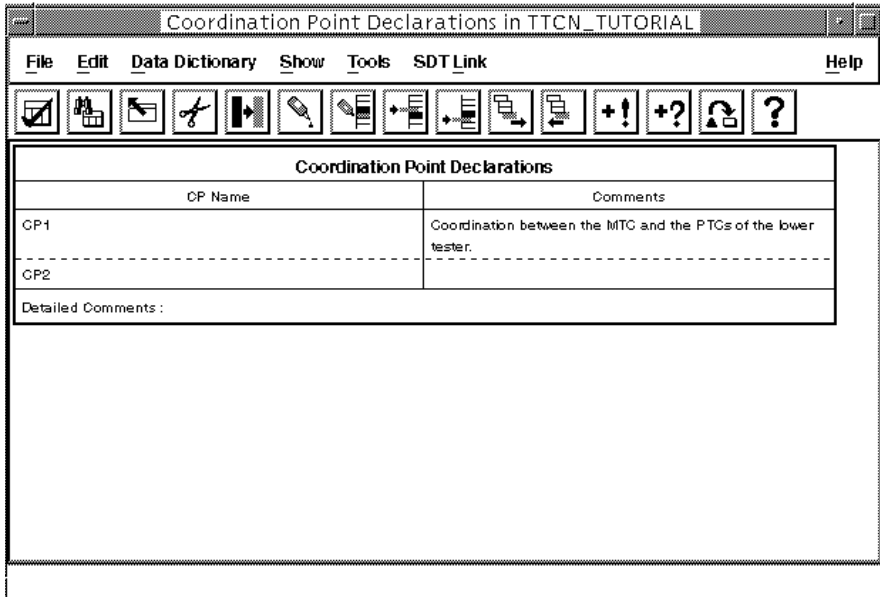 Coordination Point Declarations in TTCN_TUTORIAL
File Edit Data Dictionary Show Tools SDT Link Help
+! +? ?
Coordination Point Declarations
CP Name Comments
CP1 Coordination between the MTC and the PTCs of the lower
tester.
CP2
Detailed Comments :